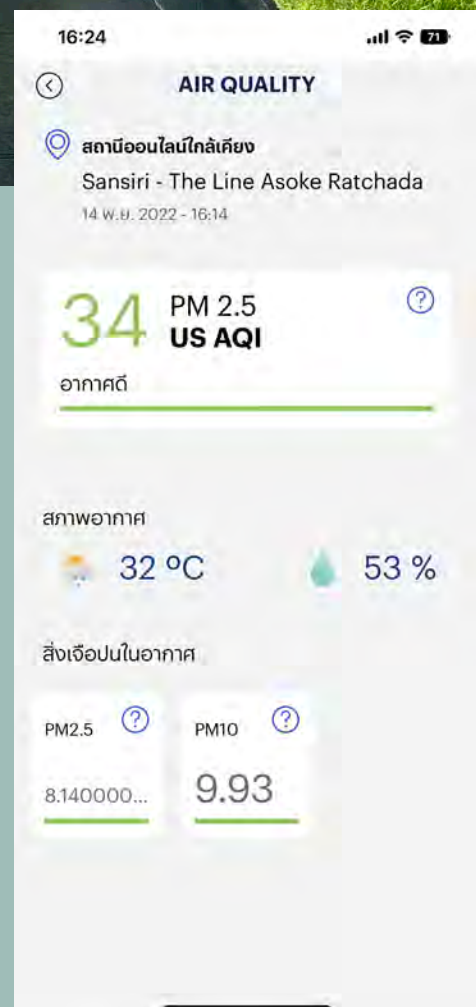 16:24
71
AIR QUALITY
สถานีออนไลน์ใกล้เคียง
Sansiri - The Line Asoke Ratchada
14 พ.ย. 2022 - 16:14
34 PM 2.5
US AQI
?
อากาศดี
สภาพอากาศ
32 ºC
53 %
สิ่งเจือปนในอากาศ
PM2.5 ?
8.140000...
PM10 ?
9.93